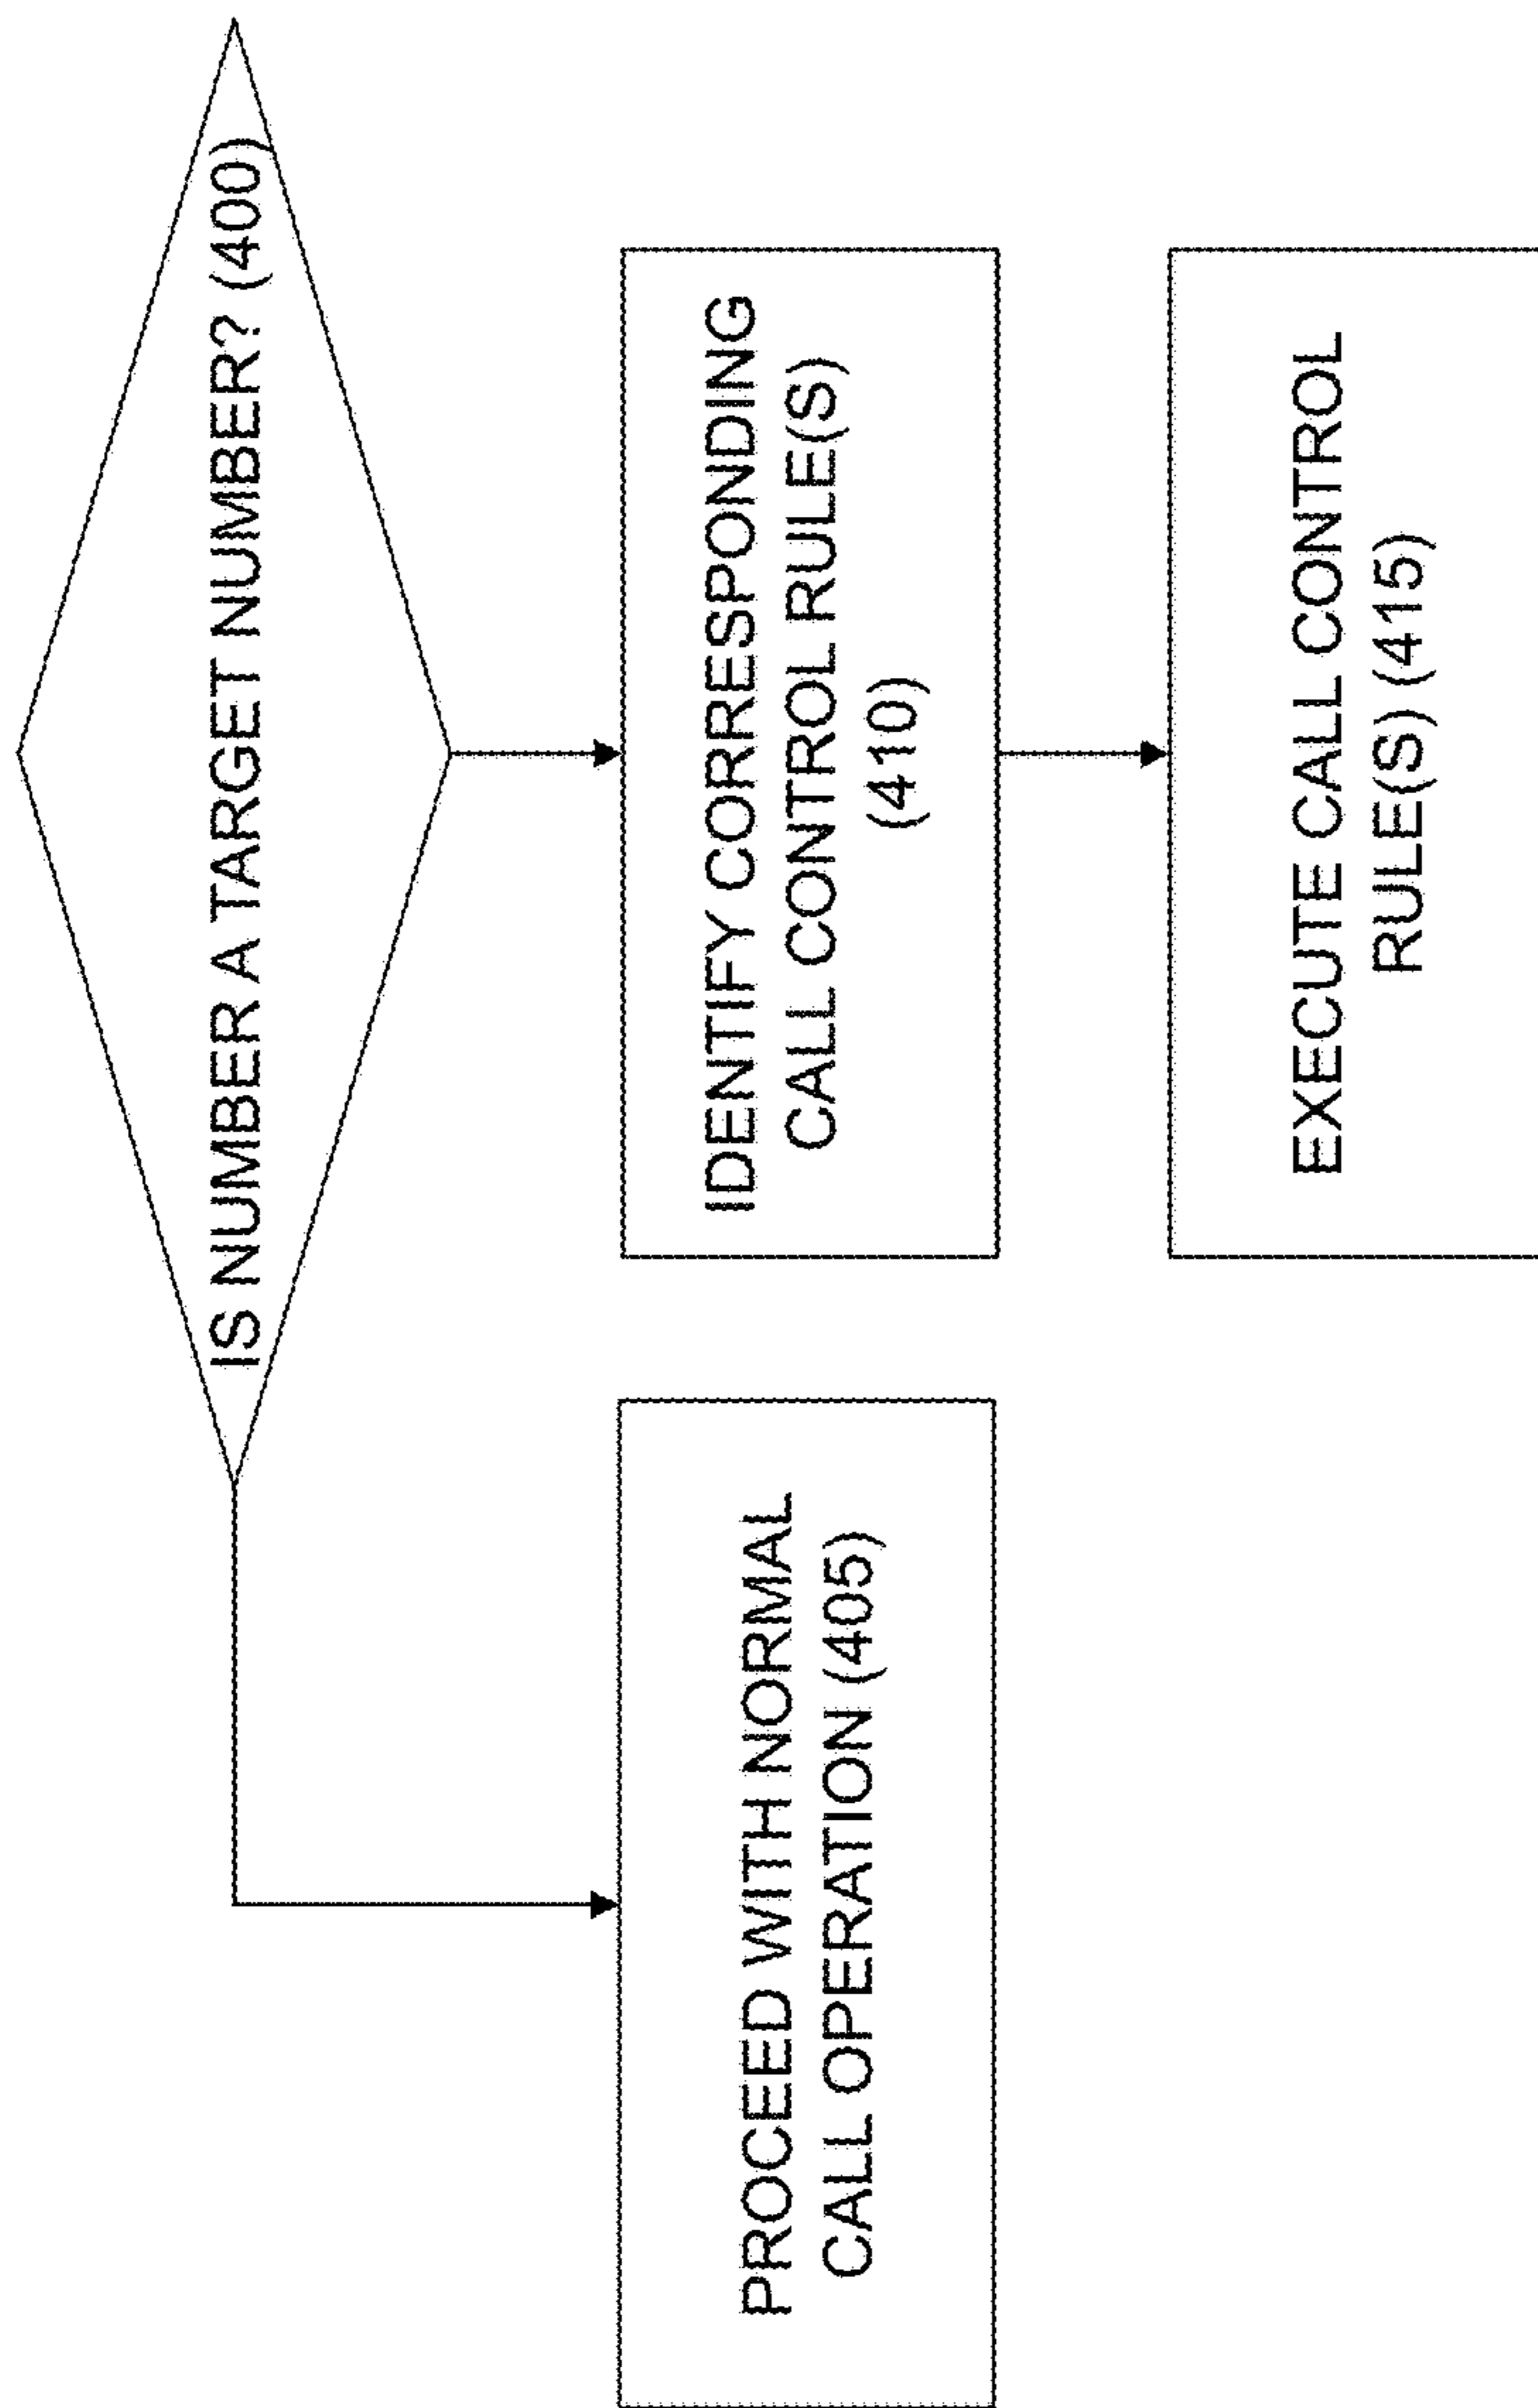 IS NUMBER A TARGET NUMBER? (400)
PROCEED WITH NORMAL
CALL OPERATION (405)
IDENTIFY CORRESPONDING
CALL CONTROL RULE(S)
(410)
EXECUTE CALL CONTROL
RULE(S) (415)